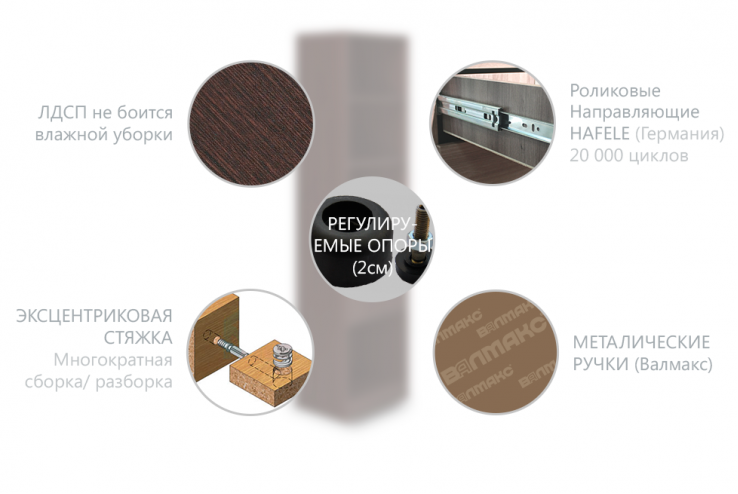 ЛДСП не боится
влажной уборки
Роликовые
Направляющие
HAFELE (Германия)
20 000 циклов
РЕГУЛИРУ-
ЕМЫЕ ОПОРЫ
(2см)
ЭКСЦЕНТРИКОВАЯ
СТЯЖКА
Многократная
сборка/ разборка
МЕТАЛИЧЕСКИЕ
РУЧКИ (Валмакс)
ВАЛМАКС
ВАЛМАКС
ВАЛМАКС